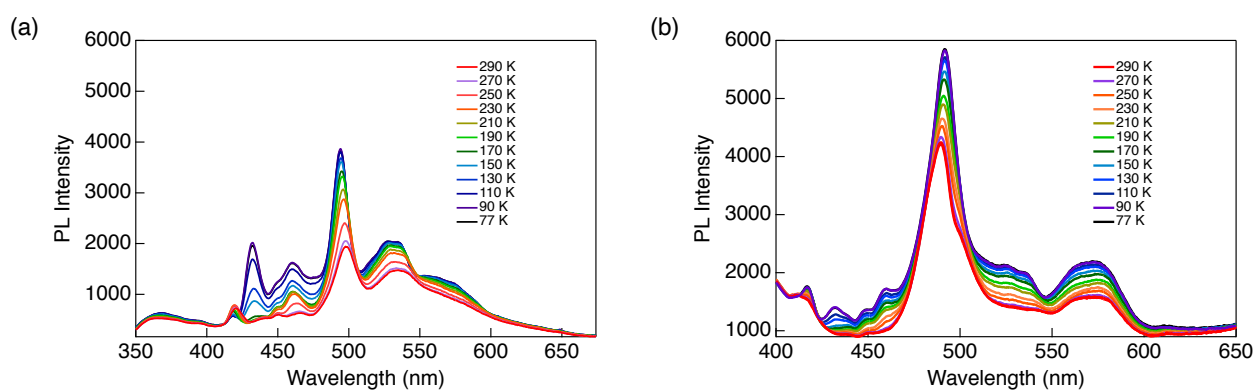 (a)
6000
5000
4000
3000
2000
1000
PL Intensity
350 400 450 500 550 600 650
Wavelength (nm)
290 K
270 K
250 K
230 K
210 K
190 K
170 K
150 K
130 K
110 K
90 K
77 K
(b)
6000
5000
4000
3000
2000
1000
PL Intensity
400 450 500 550 600 650
Wavelength (nm)
290 K
270 K
250 K
230 K
210 K
190 K
170 K
150 K
130 K
110 K
90 K
77 K